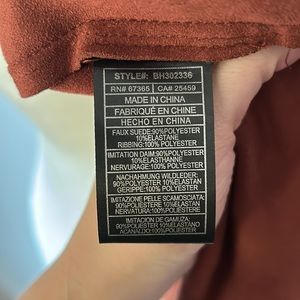 STYLE#: BH302336
RN# 67365 CA# 25459
MADE IN CHINA
FABRIQUÉ EN CHINE
HECHO EN CHINA
FAUX SUEDE:90%POLYESTER
10%ELASTANE
RIBBING:100% POLYESTER
IMITATION DAIM:90%POLYESTER
10%ELASTHANNE
NERVURAGE:100% POLYESTER
NACHAHMUNG WILDLEDER:
90%POLYESTER 10%ELASTAN
GERIPPE:100% POLYESTER
IMITAZIONE PELLE SCAMOSCIATA:
90%POLIESTERE 10%ELASTAN
NERVATURA:100% POLIESTERE
IMITACION DE GAMUZA:
90%POLIESTER 10%ELASTANO
ACANALDO:100% POLIESTER